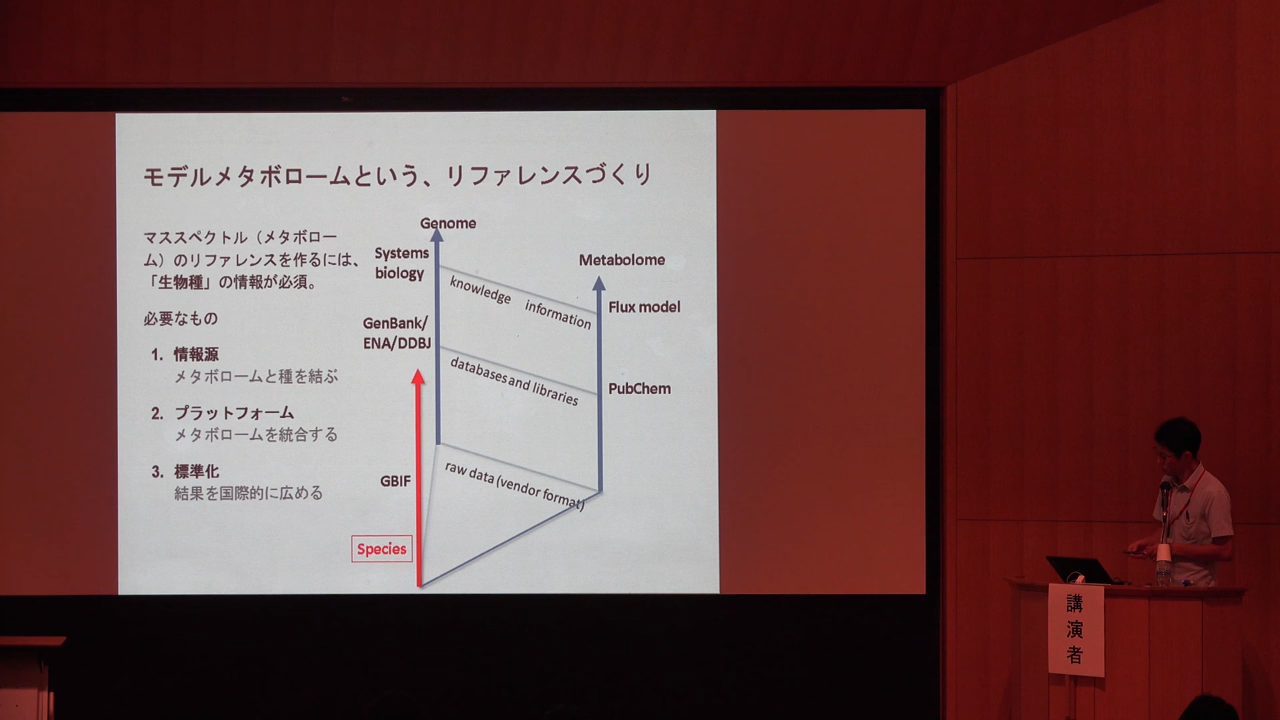 モデルメタボロームという、リファレンスづくり
マススペクトル（メタボロー
ム）のリファレンスを作るには、
「生物種」の情報が必須。
必要なもの
1. 情報源
メタボロームと種を結ぶ
2. プラットフォーム
メタボロームを統合する
3. 標準化
結果を国際的に広める
Genome
Systems
biology
GenBank/
ENA/DDBJ
GBIF
Species
knowledge information
databases and libraries
raw data (vendor format)
Metabolome
Flux model
PubChem
講
演
者